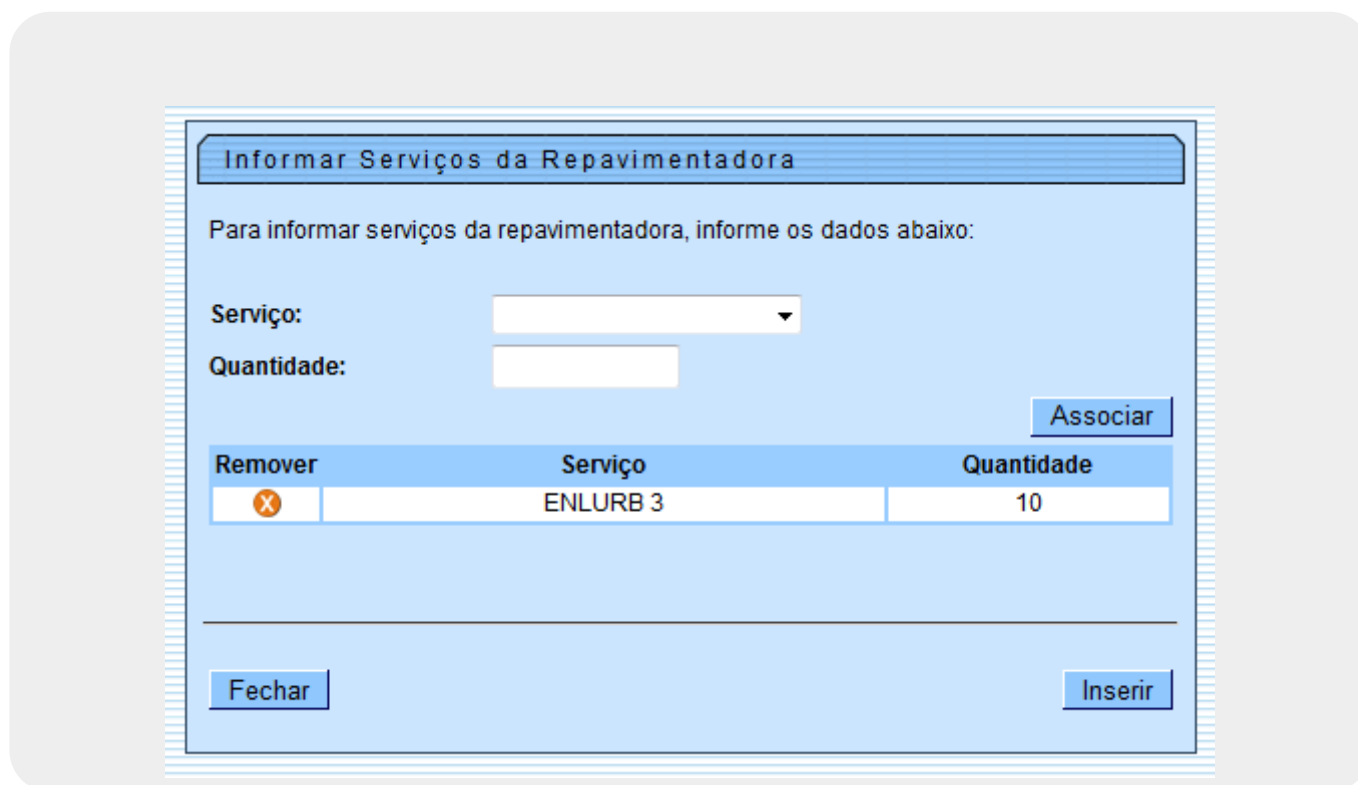 Informar Serviços da Repavimentadora
Para informar serviços da repavimentadora, informe os dados abaixo:
Serviço:
Quantidade:
Associar
Remover Serviço Quantidade
X ENLURB 3 10
Fechar Inserir